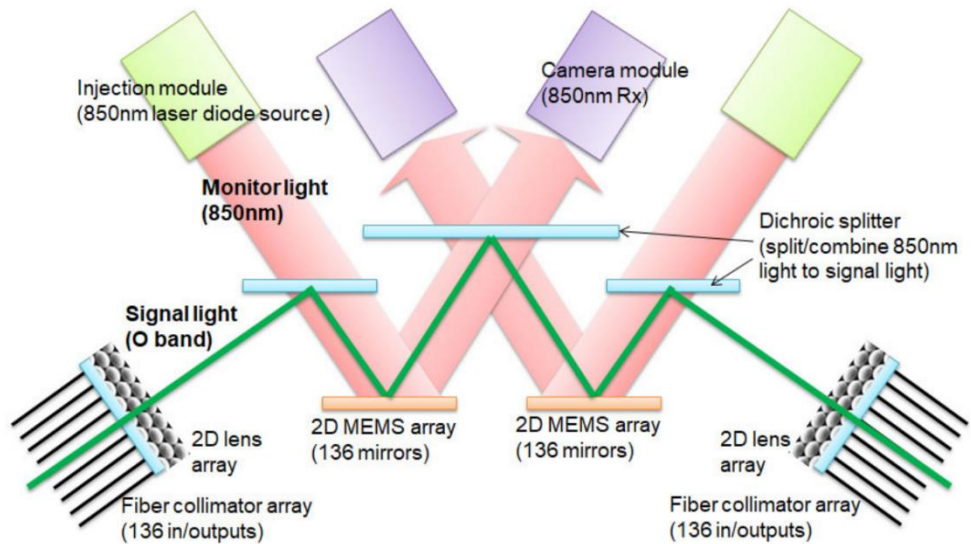 Injection module
(850nm laser diode source)
Camera module
(850nm Rx)
Monitor light
(850nm)
Dichroic splitter
(split/combine 850nm
light to signal light)
Signal light
(O band)
2D lens
array
Fiber collimator array
(136 in/outputs)
2D MEMS array
(136 mirrors)
2D MEMS array
(136 mirrors)
2D lens
array
Fiber collimator array
(136 in/outputs)